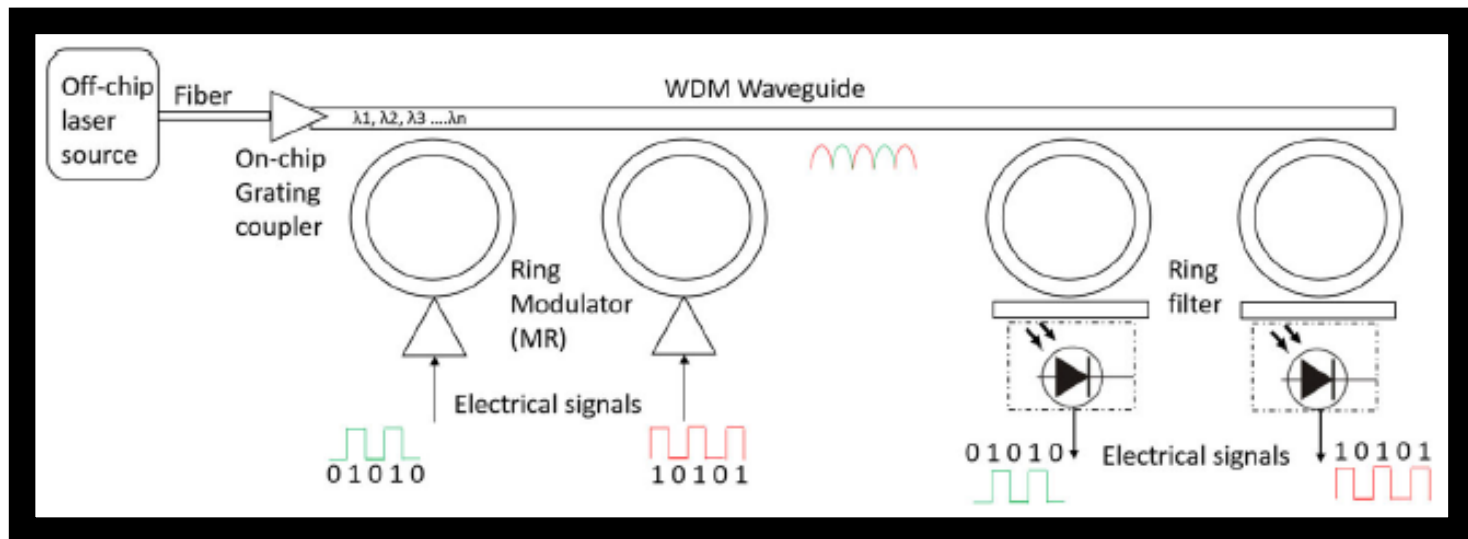 Off-chip
laser
source
Fiber
On-chip
Grating
coupler
λ1, λ2, λ3 ....λn
WDM Waveguide
Ring
Modulator
(MR)
Ring
filter
Electrical signals
0 1 0 1 0
1 0 1 0 1
0 1 0 1 0
Electrical signals
1 0 1 0 1